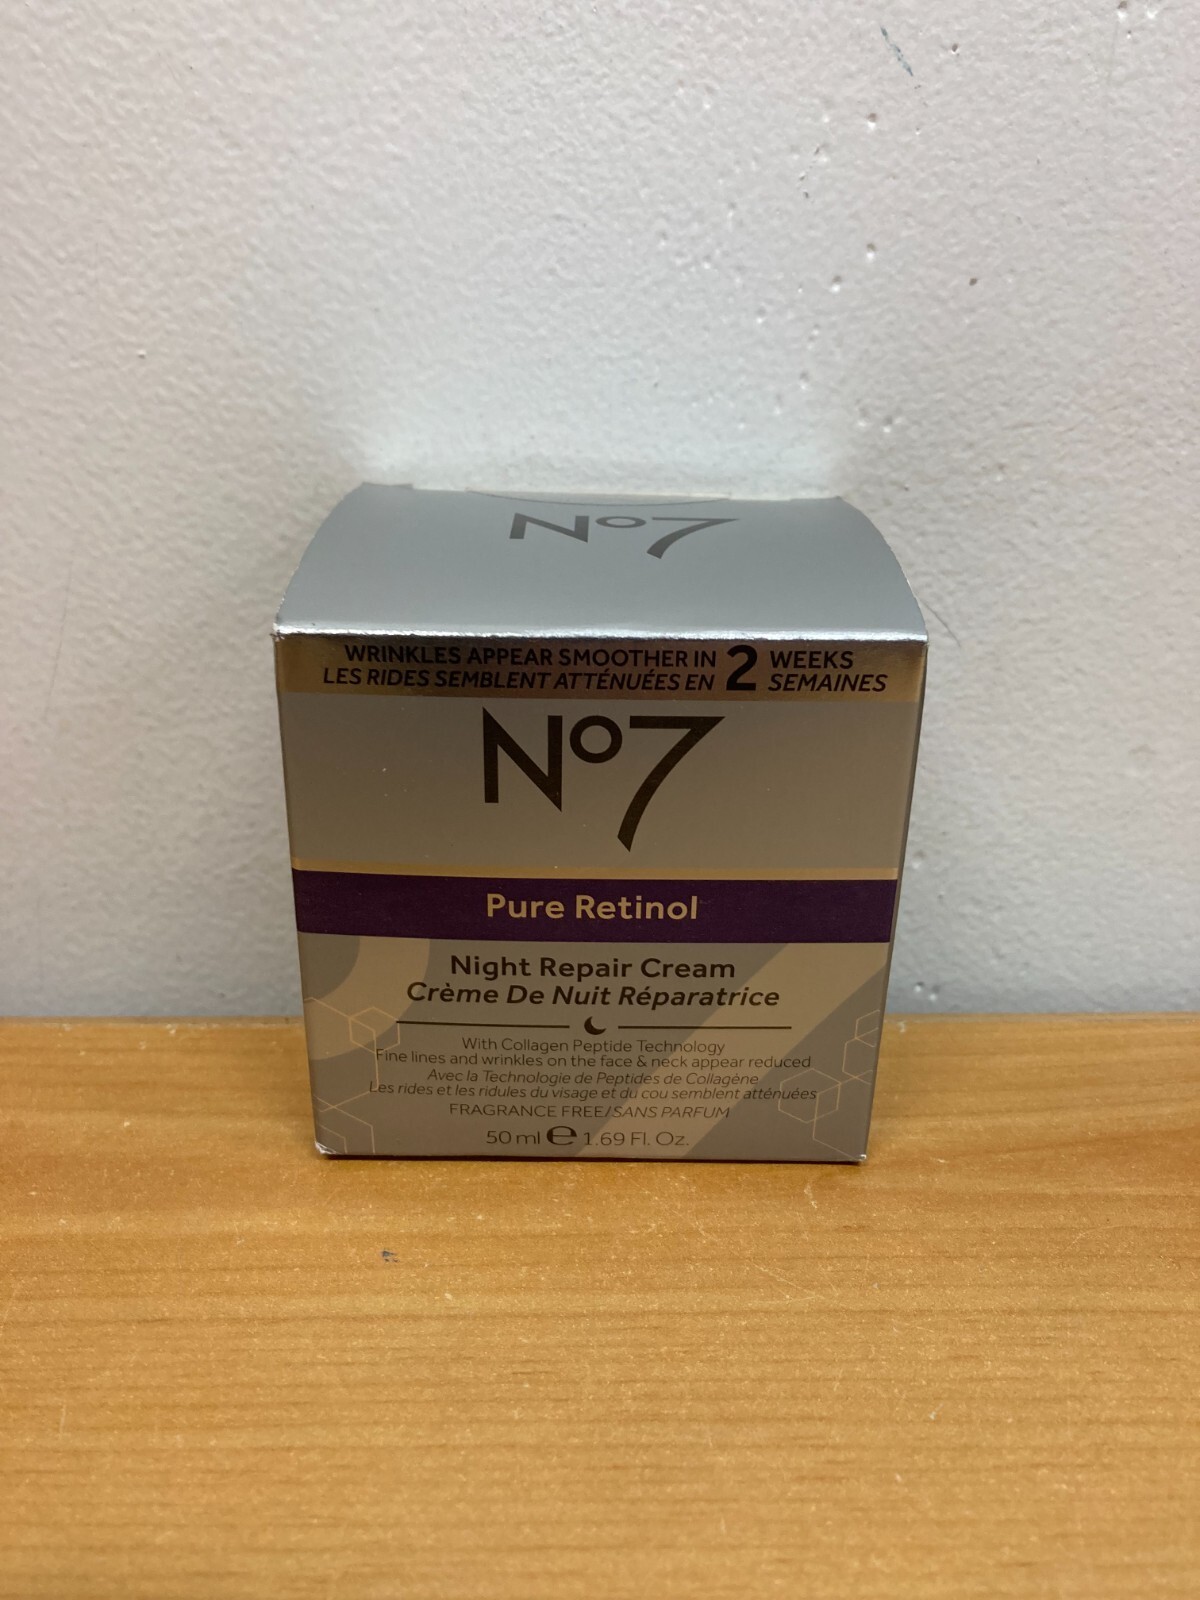 Nº7
WRINKLES APPEAR SMOOTHER IN 2 WEEKS
LES RIDES SEMBLENT ATTÉNUÉES EN 2 SEMAINES
Nº7
Pure Retinol
Night Repair Cream
Crème De Nuit Réparatrice
With Collagen Peptide Technology
Fine lines and wrinkles on the face & neck appear reduced
Avec la Technologie de Peptides de Collagène
Les rides et les ridules du visage et du cou semblent atténuées
FRAGRANCE FREE/SANS PARFUM
50 ml ℮ 1.69 Fl. Oz.